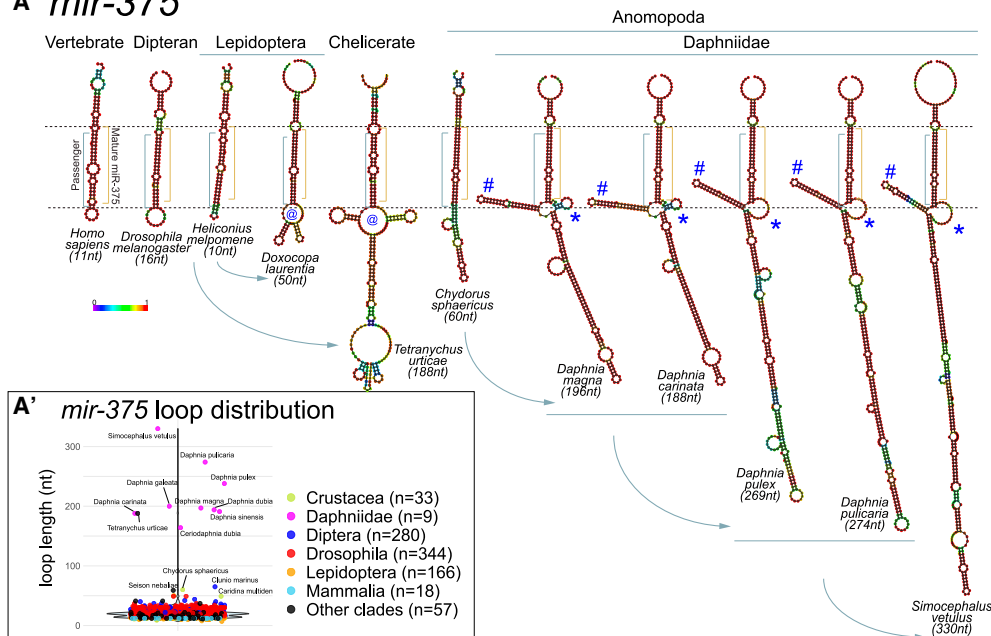 A mir-375
Anomopoda
Vertebrate Dipteran Lepidoptera Chelicerate Daphniidae
Passenger
Mature miR-375
# # # # #
@ @
* * * * *
Homo
sapiens
(11nt)
Drosophila
melanogaster
(16nt)
Heliconius
melpomene
(10nt)
Doxocopa
laurentia
(50nt)
Tetranychus
urticae
(188nt)
Chydorus
sphaericus
(60nt)
Daphnia
magna
(196nt)
Daphnia
carinata
(188nt)
Daphnia
pulex
(269nt)
Daphnia
pulicaria
(274nt)
Simocephalus
vetulus
(330nt)
0 1
A' mir-375 loop distribution
loop length (nt)
300
200
100
0
Simocephalus vetulus
Daphnia pulicaria
Daphnia pulex
Daphnia galeata
Daphnia carinata
Daphnia magna
Daphnia dubia
Daphnia sinensis
Tetranychus urticae
Ceriodaphnia dubia
Chydorus sphaericus
Seison nebaliae
Clunio marinus
Caridina multiden
Crustacea (n=33)
Daphniidae (n=9)
Diptera (n=280)
Drosophila (n=344)
Lepidoptera (n=166)
Mammalia (n=18)
Other clades (n=57)